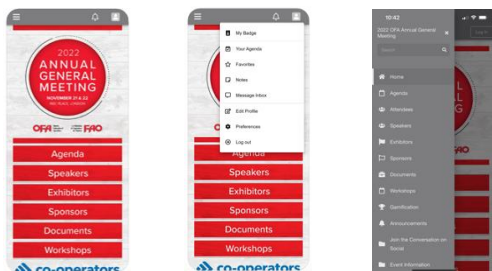 2022
ANNUAL
GENERAL
MEETING
NOVEMBER 21 & 22
OFA
FAO
Agenda
Speakers
Exhibitors
Sponsors
Documents
Workshops
co-operators
My Badge
Your Agenda
Favorites
Notes
Message Inbox
Edit Profile
Preferences
Log out
Agenda
Speakers
Exhibitors
Sponsors
Documents
Workshops
co-operators
10:42
2022 OFA Annual General
Meeting
Search
Home
Agenda
Attendees
Speakers
Exhibitors
Sponsors
Documents
Workshops
Gamification
Announcements
Join the Conversation on
Social
Event Information